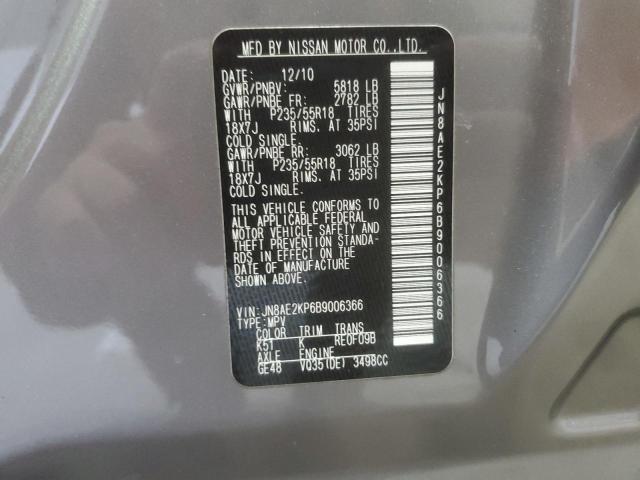 MFD BY NISSAN MOTOR CO.,LTD.
DATE: 12/10
GVWR/PNBV: 5818 LB
GAWR/PNBE FR: 2782 LB
WITH P235/55R18 TIRES
18X7J RIMS. AT 35PSI
COLD SINGLE.
GAWR/PNBE RR: 3062 LB
WITH P235/55R18 TIRES
18X7J RIMS. AT 35PSI
COLD SINGLE.
THIS VEHICLE CONFORMS TO
ALL APPLICABLE FEDERAL
MOTOR VEHICLE SAFETY AND
THEFT PREVENTION STANDA-
RDS IN EFFECT ON THE
DATE OF MANUFACTURE
SHOWN ABOVE.
VIN:JN8AE2KP6B9006366
TYPE:MPV
COLOR TRIM TRANS
K51 K RE0F09B
AXLE ENGINE
GE48 VQ35(DE) 3498CC
JN8AE2KP6B9006366